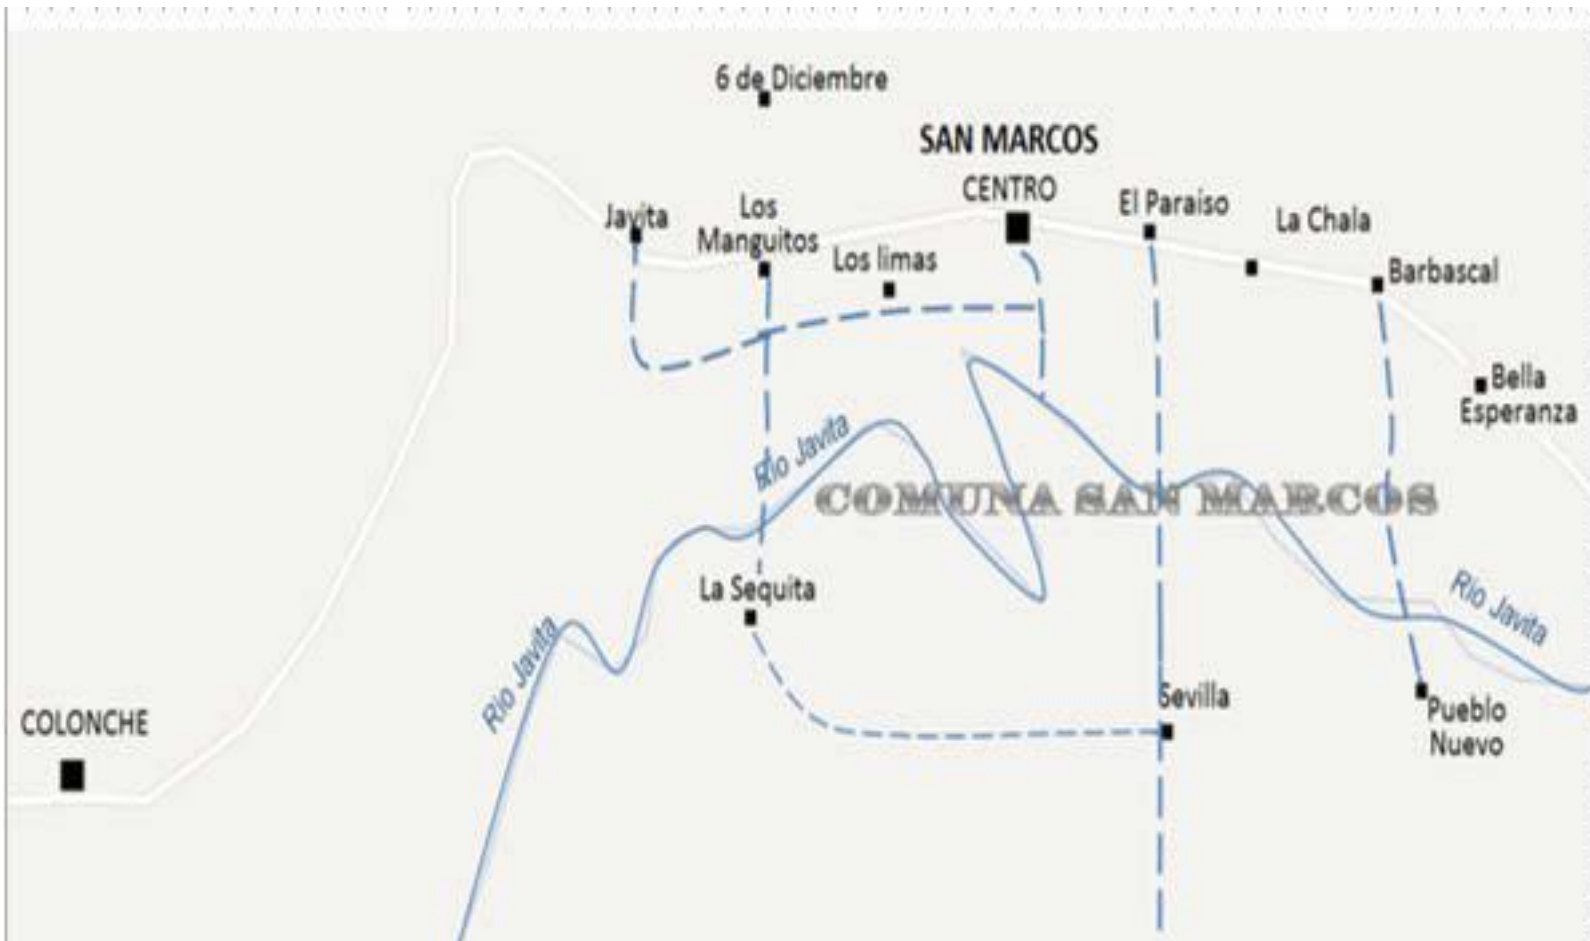 6 de Diciembre
SAN MARCOS
CENTRO
Javita
Los
Manguitos
Los limas
El Paraiso
La Chala
Barbascal
Bella
Esperanza
Rio Javita
COMUNA SAN MARCOS
La Sequita
Rio Javita
Rio Javita
Sevilla
Pueblo
Nuevo
COLONCHE